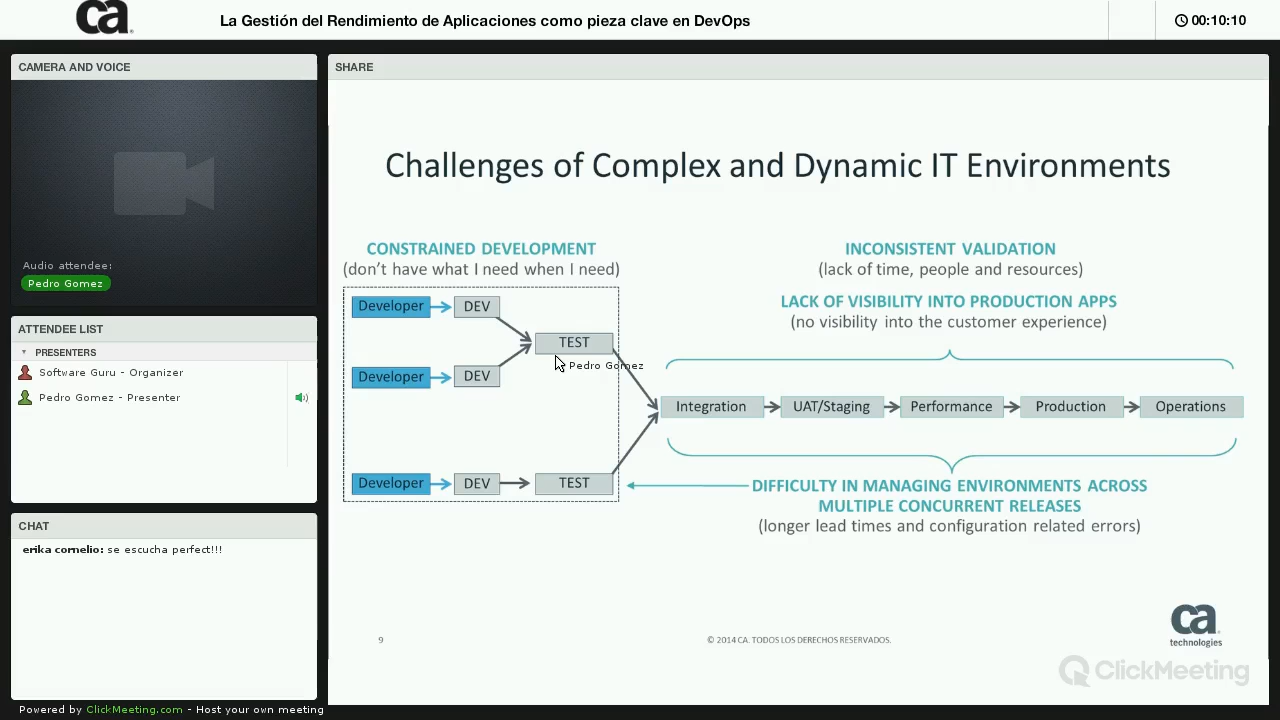 ca
La Gestión del Rendimiento de Aplicaciones como pieza clave en DevOps
00:10:10
CAMERA AND VOICE
Audio attendee:
Pedro Gomez
ATTENDEE LIST
PRESENTERS
Software Guru - Organizer
Pedro Gomez - Presenter
CHAT
erika cornelio: se escucha perfect!!!
Powered by ClickMeeting.com - Host your own meeting
SHARE
Challenges of Complex and Dynamic IT Environments
CONSTRAINED DEVELOPMENT
(don't have what I need when I need)
Developer
DEV
TEST
Pedro Gomez
Developer
DEV
Developer
DEV
TEST
INCONSISTENT VALIDATION
(lack of time, people and resources)
LACK OF VISIBILITY INTO PRODUCTION APPS
(no visibility into the customer experience)
Integration
UAT/Staging
Performance
Production
Operations
DIFFICULTY IN MANAGING ENVIRONMENTS ACROSS
MULTIPLE CONCURRENT RELEASES
(longer lead times and configuration related errors)
9
© 2014 CA. TODOS LOS DERECHOS RESERVADOS.
ca
technologies
ClickMeeting